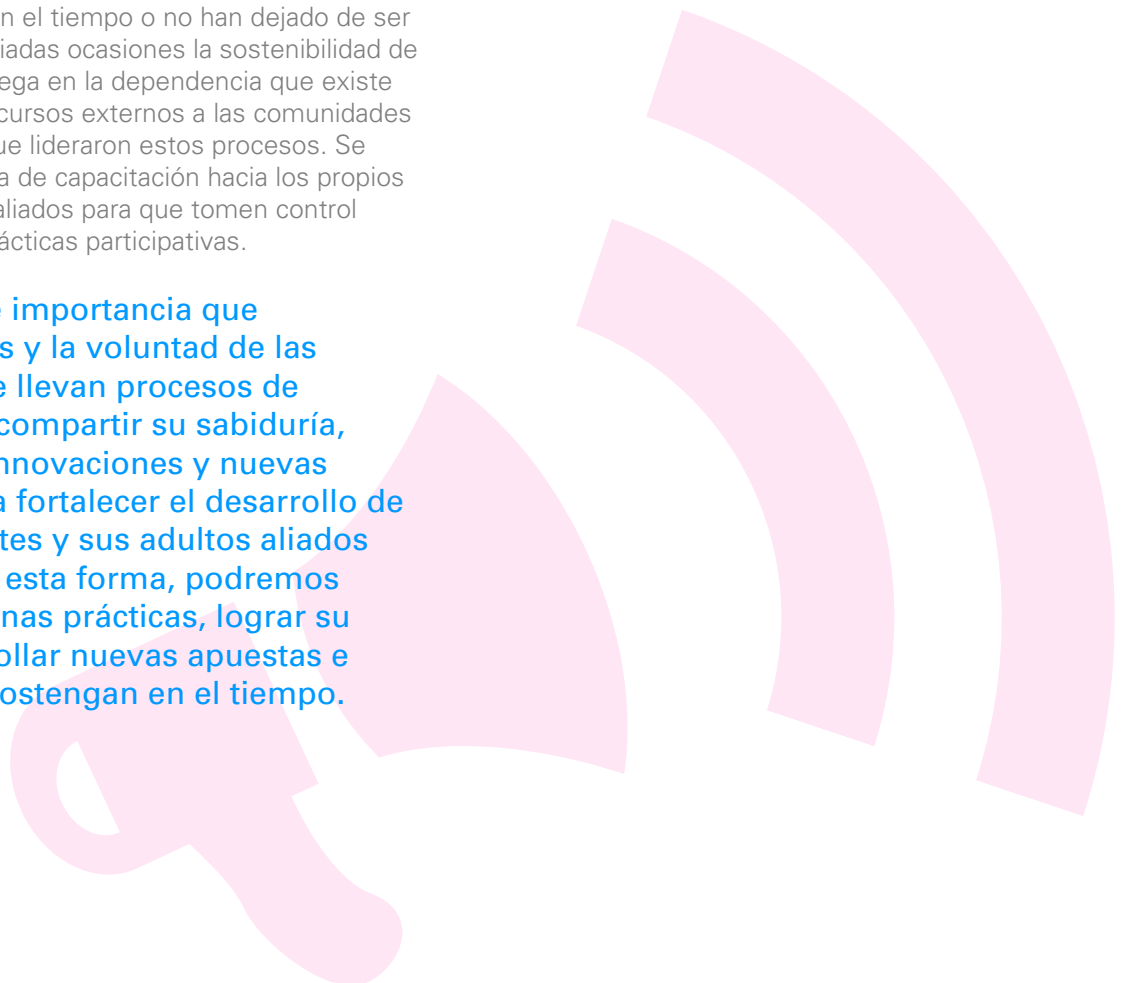 n el tiempo o no han dejado de ser
iadas ocasiones la sostenibilidad de
ega en la dependencia que existe
cursos externos a las comunidades
ue lideraron estos procesos. Se
a de capacitación hacia los propios
aliados para que tomen control
ácticas participativas.
e importancia que
s y la voluntad de las
e llevan procesos de
compartir su sabiduría,
nnovaciones y nuevas
a fortalecer el desarrollo de
tes y sus adultos aliados
esta forma, podremos
nas prácticas, lograr su
ollar nuevas apuestas e
ostengan en el tiempo.